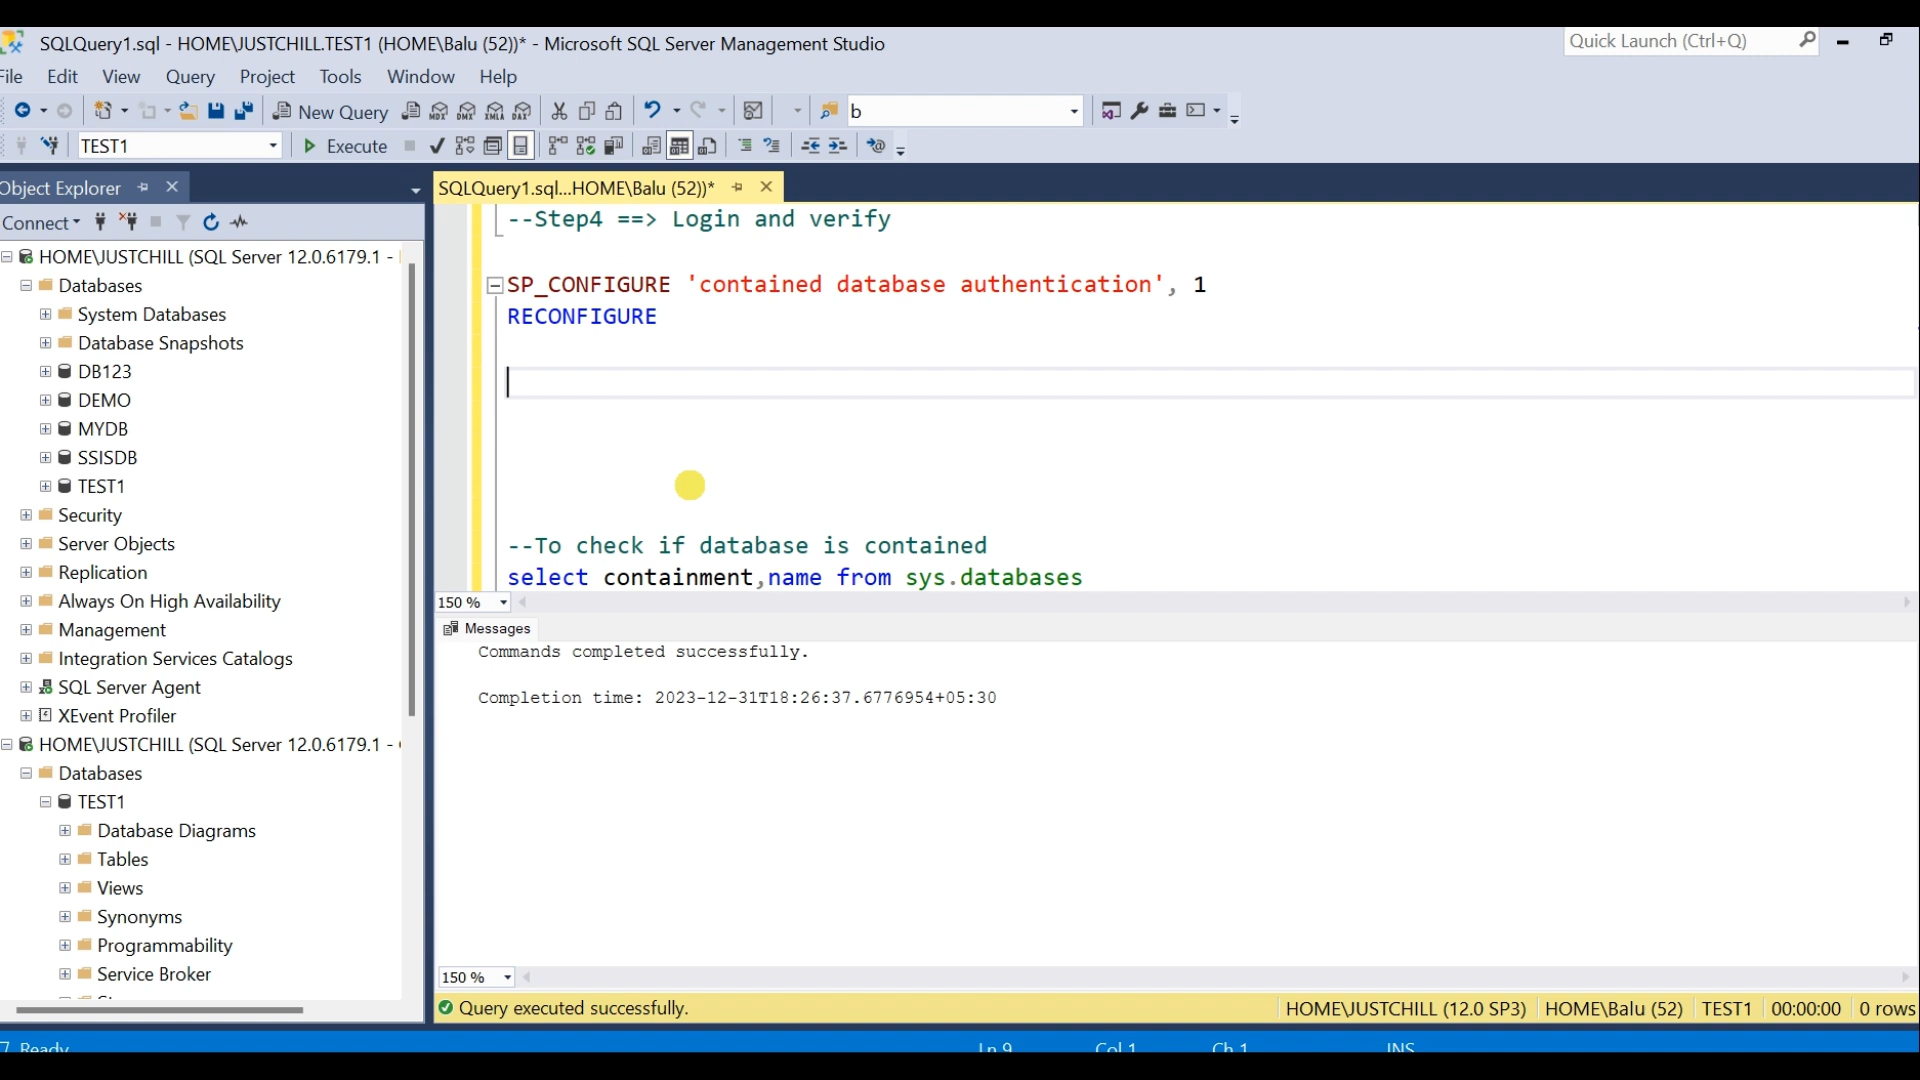 SQLQuery1.sql - HOME\JUSTCHILL.TEST1 (HOME\Balu (52))* - Microsoft SQL Server Management Studio
Quick Launch (Ctrl+Q)
File Edit View Query Project Tools Window Help
New Query MDX DMX XMLA DAX b
TEST1 Execute
Object Explorer
SQLQuery1.sql...HOME\Balu (52))*
Connect
HOME\JUSTCHILL (SQL Server 12.0.6179.1 -
Databases
System Databases
Database Snapshots
DB123
DEMO
MYDB
SSISDB
TEST1
Security
Server Objects
Replication
Always On High Availability
Management
Integration Services Catalogs
SQL Server Agent
XEvent Profiler
HOME\JUSTCHILL (SQL Server 12.0.6179.1 -
Databases
TEST1
Database Diagrams
Tables
Views
Synonyms
Programmability
Service Broker
--Step4 ==> Login and verify
SP_CONFIGURE 'contained database authentication', 1
RECONFIGURE
--To check if database is contained
select containment,name from sys.databases
150 %
Messages
Commands completed successfully.
Completion time: 2023-12-31T18:26:37.6776954+05:30
150 %
Query executed successfully. HOME\JUSTCHILL (12.0 SP3) HOME\Balu (52) TEST1 00:00:00 0 rows
Ready Ln 9 Col 1 Ch 1 INS